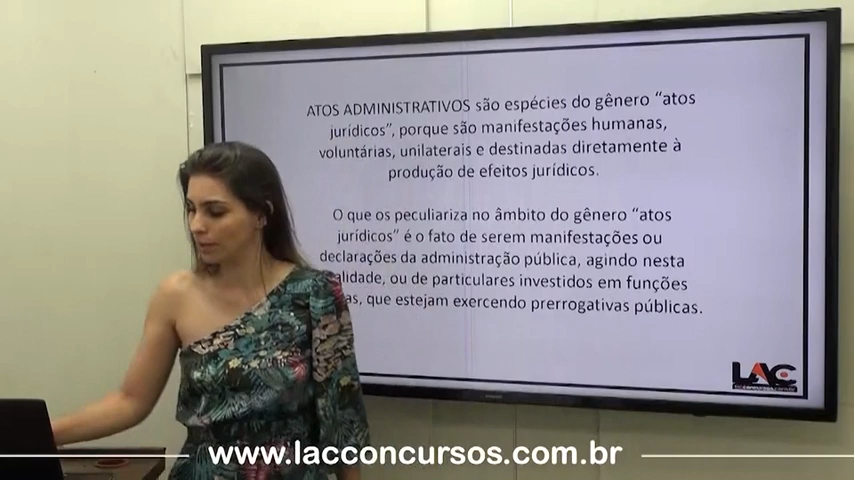 ATOS ADMINISTRATIVOS são espécies do gênero “atos
jurídicos”, porque são manifestações humanas,
voluntárias, unilaterais e destinadas diretamente à
produção de efeitos jurídicos.
O que os peculiariza no âmbito do gênero “atos
jurídicos” é o fato de serem manifestações ou
declarações da administração pública, agindo nesta
alidade, ou de particulares investidos em funções
as, que estejam exercendo prerrogativas públicas.
LAC
www.lacconcursos.com.br